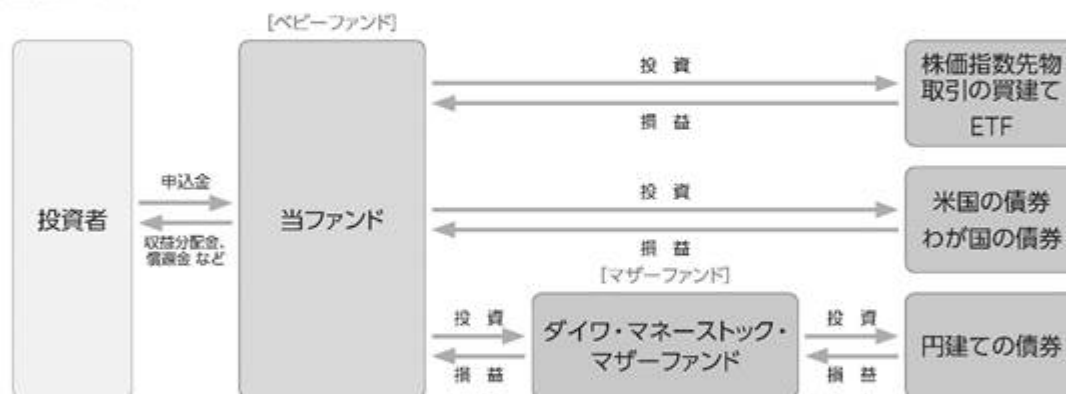 [ベビーファンド]
投資者
申込金
収益分配金、
償還金 など
当ファンド
投 資
損 益
株価指数先物
取引の買建て
ETF
投 資
損 益
米国の債券
わが国の債券
[マザーファンド]
投 資
損 益
ダイワ・マネーストック・
マザーファンド
投 資
損 益
円建ての債券